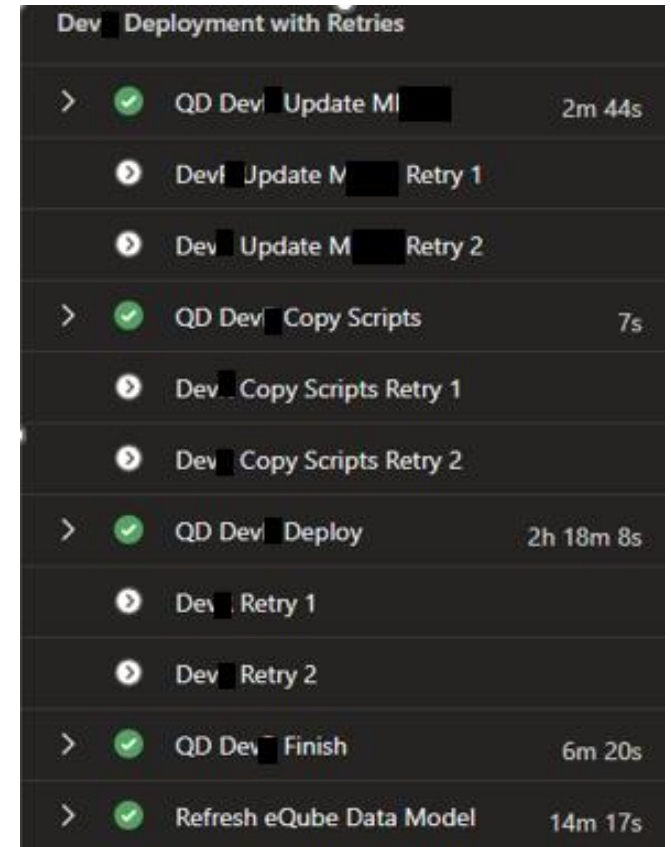 Dev Deployment with Retries
QD Dev Update M
2m 44s
Dev Update M Retry 1
Dev Update M Retry 2
QD Dev Copy Scripts
7s
Dev Copy Scripts Retry 1
Dev Copy Scripts Retry 2
QD Dev Deploy
2h 18m 8s
Dev Retry 1
Dev Retry 2
QD Dev Finish
6m 20s
Refresh eQube Data Model
14m 17s